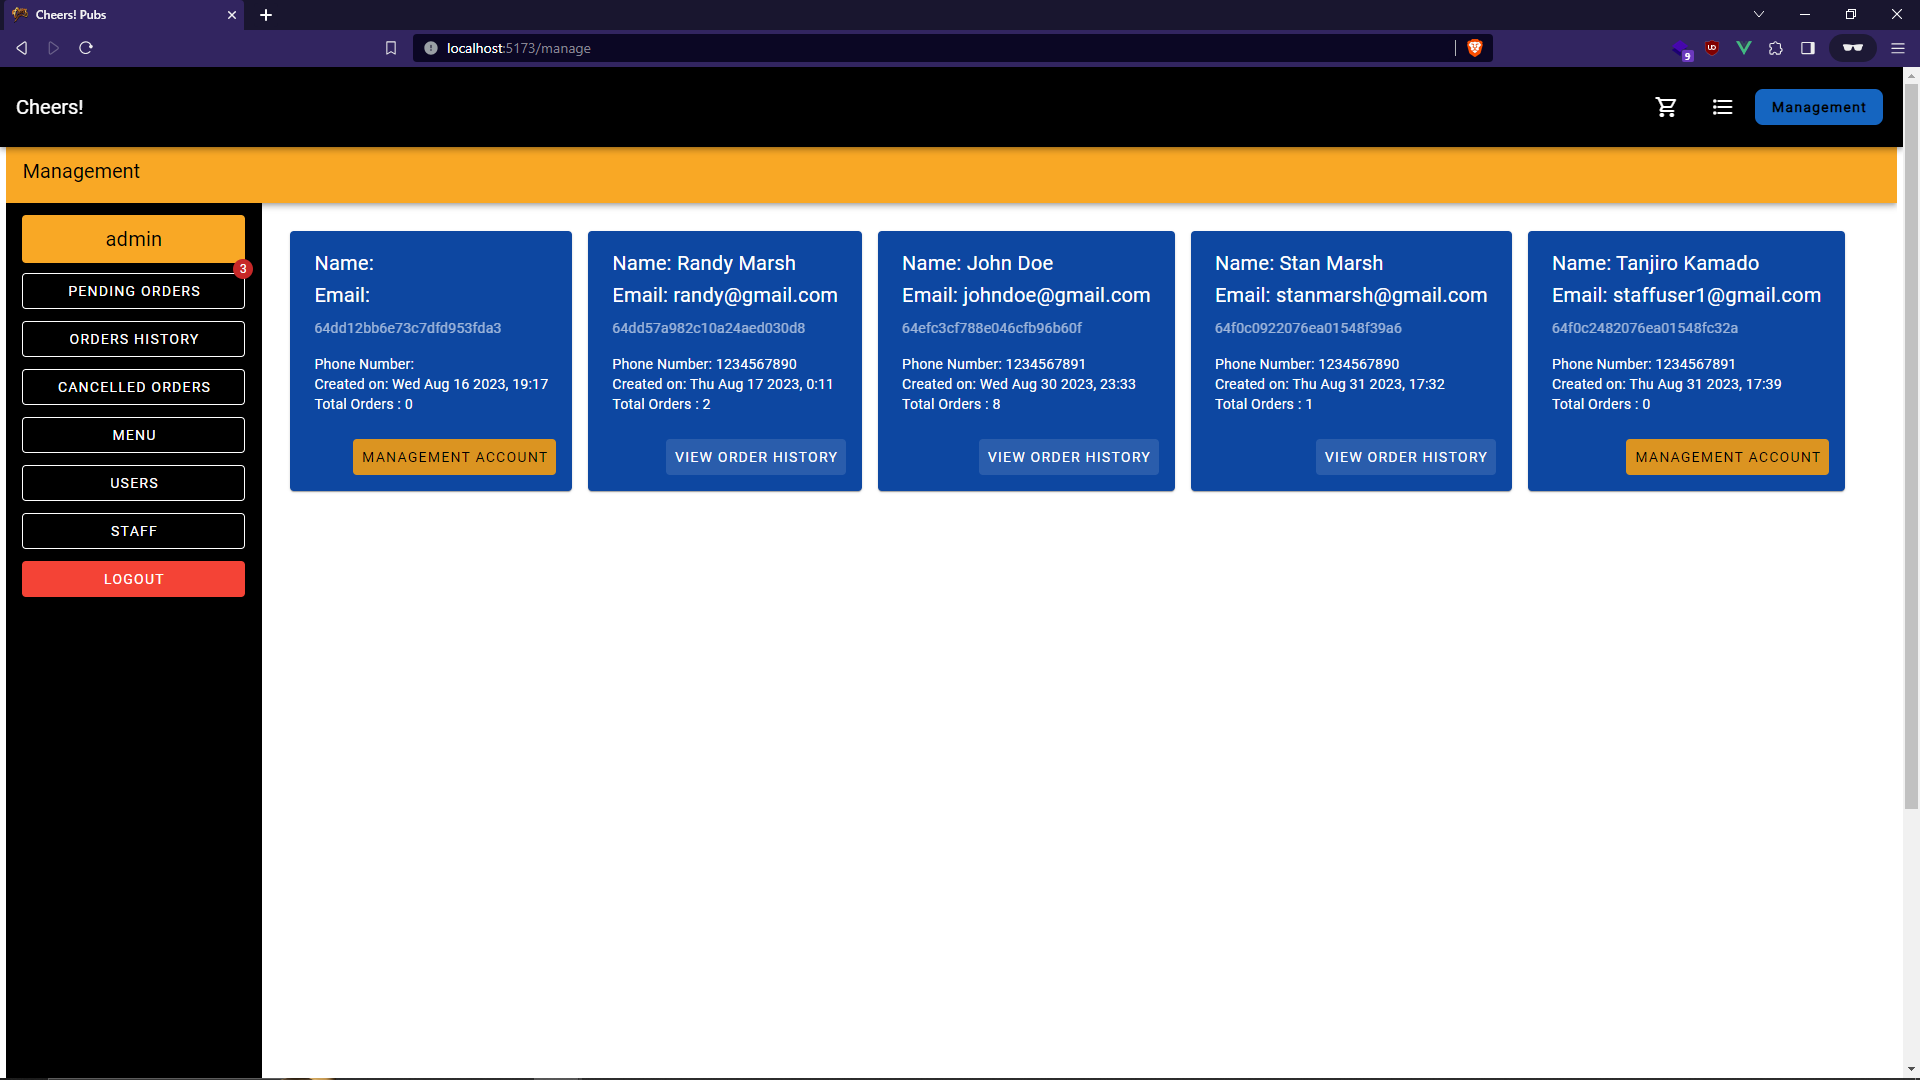 Cheers! Pubs
localhost:5173/manage
9
Cheers!
Management
Management
admin
3
PENDING ORDERS
ORDERS HISTORY
CANCELLED ORDERS
MENU
USERS
STAFF
LOGOUT
Name:
Email:
64dd12bb6e73c7dfd953fda3
Phone Number:
Created on: Wed Aug 16 2023, 19:17
Total Orders : 0
MANAGEMENT ACCOUNT
Name: Randy Marsh
Email: randy@gmail.com
64dd57a982c10a24aed030d8
Phone Number: 1234567890
Created on: Thu Aug 17 2023, 0:11
Total Orders : 2
VIEW ORDER HISTORY
Name: John Doe
Email: johndoe@gmail.com
64efc3cf788e046cfb96b60f
Phone Number: 1234567891
Created on: Wed Aug 30 2023, 23:33
Total Orders : 8
VIEW ORDER HISTORY
Name: Stan Marsh
Email: stanmarsh@gmail.com
64f0c0922076ea01548f39a6
Phone Number: 1234567890
Created on: Thu Aug 31 2023, 17:32
Total Orders : 1
VIEW ORDER HISTORY
Name: Tanjiro Kamado
Email: staffuser1@gmail.com
64f0c2482076ea01548fc32a
Phone Number: 1234567891
Created on: Thu Aug 31 2023, 17:39
Total Orders : 0
MANAGEMENT ACCOUNT